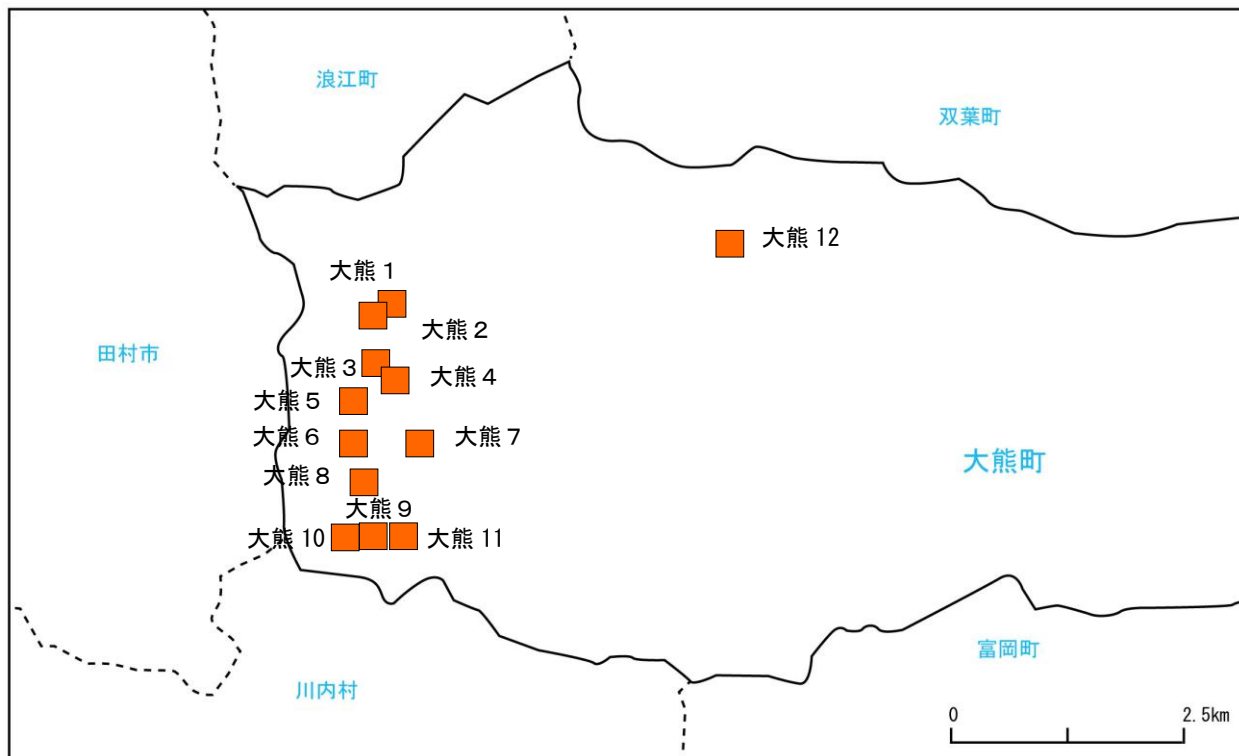 浪江町
双葉町
大熊 12
大熊 1
大熊 2
田村市
大熊 3
大熊 4
大熊 5
大熊 6
大熊 7
大熊町
大熊 8
大熊 9
大熊 10
大熊 11
富岡町
川内村
0
2.5km